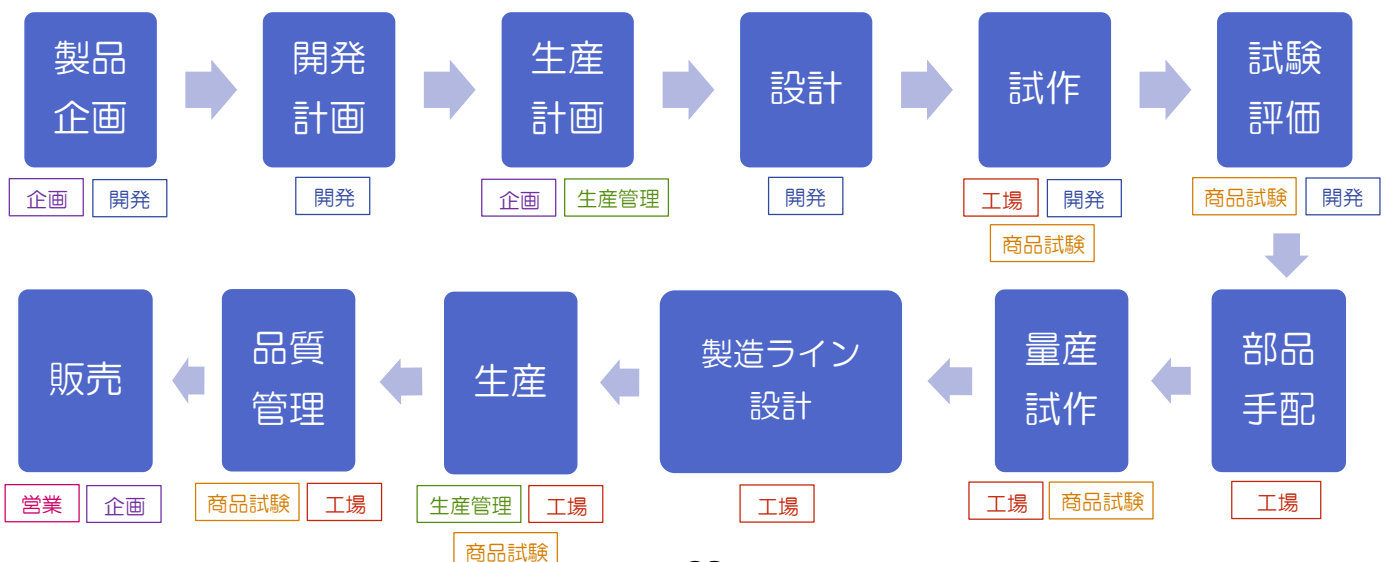 製品
企画
開発
計画
生産
計画
設計
試作
試験
評価
企画 開発
開発
企画 生産管理
開発
工場 開発
商品試験
商品試験 開発
部品
手配
量産
試作
製造ライン
設計
生産
品質
管理
販売
工場
工場 商品試験
工場
生産管理 工場
商品試験
商品試験 工場
営業 企画